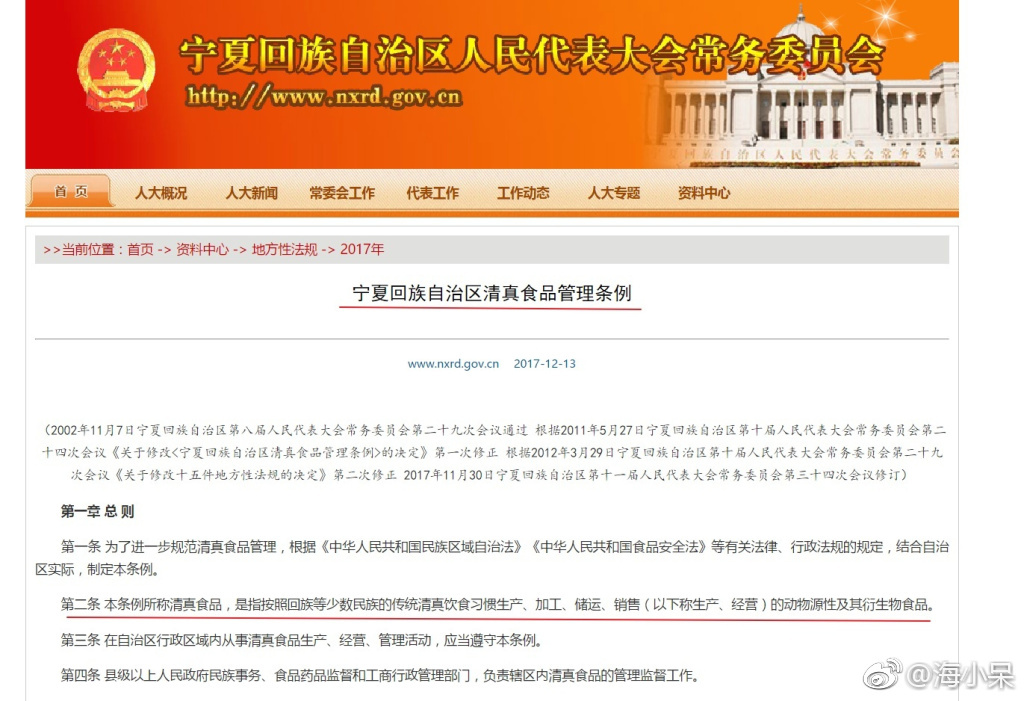 宁夏回族自治区人民代表大会常务委员会
http://www.nxrd.gov.cn
首 页 人大概况 人大新闻 常委会工作 代表工作 工作动态 人大专题 资料中心
>>当前位置：首页 -> 资料中心 -> 地方性法规 -> 2017年
宁夏回族自治区清真食品管理条例
www.nxrd.gov.cn 2017-12-13
（2002年11月7日宁夏回族自治区第八届人民代表大会常务委员会第二十九次会议通过 根据2011年5月27日宁夏回族自治区第十届人民代表大会常务委员会第二
十四次会议《关于修改<宁夏回族自治区清真食品管理条例>的决定》第一次修正 根据2012年3月29日宁夏回族自治区第十届人民代表大会常务委员会第二十九
次会议《关于修改十五件地方性法规的决定》第二次修正 2017年11月30日宁夏回族自治区第十一届人民代表大会常务委员会第三十四次会议修订）
第一章 总 则
第一条 为了进一步规范清真食品管理，根据《中华人民共和国民族区域自治法》《中华人民共和国食品安全法》等有关法律、行政法规的规定，结合自治
区实际，制定本条例。
第二条 本条例所称清真食品，是指按照回族等少数民族的传统清真饮食习惯生产、加工、储运、销售（以下称生产、经营）的动物源性及其衍生物食品。
第三条 在自治区行政区域内从事清真食品生产、经营、管理活动，应当遵守本条例。
第四条 县级以上人民政府民族事务、食品药品监督和工商行政管理部门，负责辖区内清真食品的管理监督工作。
@海小呆